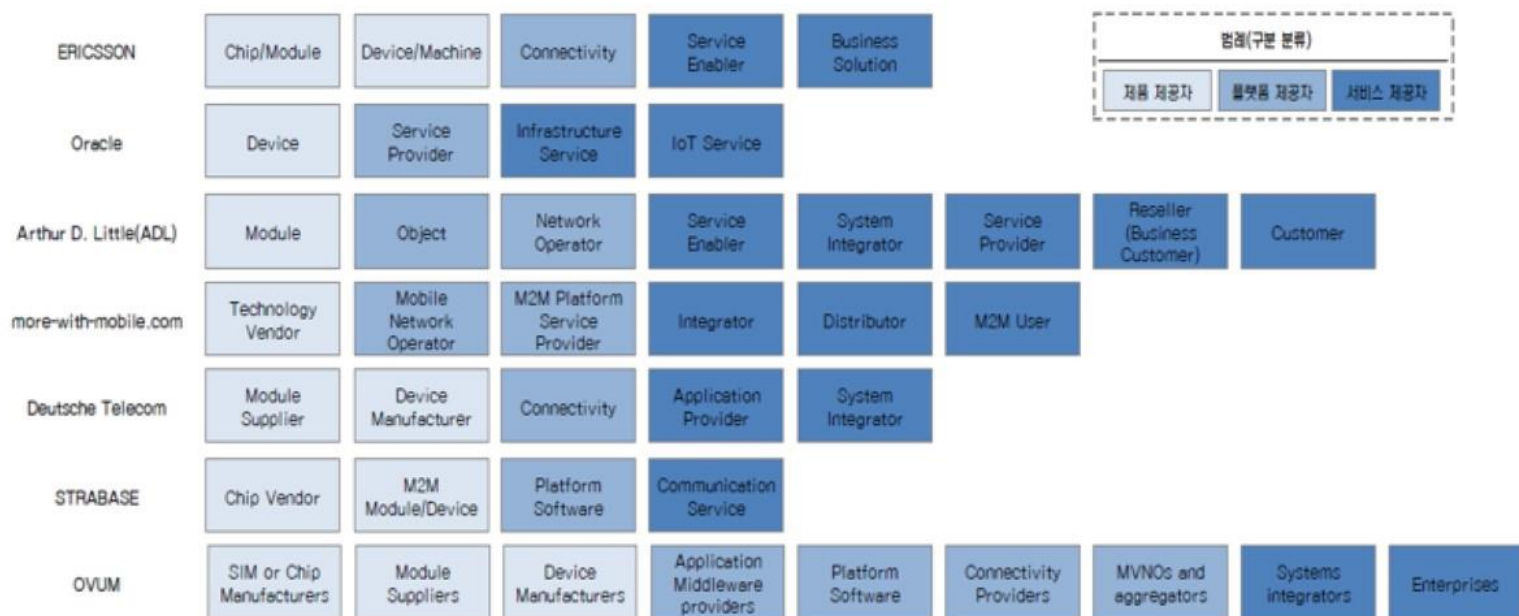 ERICSSON
Chip/Module
Device/Machine
Connectivity
Service
Enabler
Business
Solution
범례(구분 분류)
제품 제공자
플랫폼 제공자
서비스 제공자
Oracle
Device
Service
Provider
Infrastructure
Service
IoT Service
Arthur D. Little(ADL)
Module
Object
Network
Operator
Service
Enabler
System
Integrator
Service
Provider
Reseller
(Business
Customer)
Customer
more-with-mobile.com
Technology
Vendor
Mobile
Network
Operator
M2M Platform
Service
Provider
Integrator
Distributor
M2M User
Deutsche Telecom
Module
Supplier
Device
Manufacturer
Connectivity
Application
Provider
System
Integrator
STRABASE
Chip Vendor
M2M
Module/Device
Platform
Software
Communication
Service
OVUM
SIM or Chip
Manufacturers
Module
Suppliers
Device
Manufacturers
Application
Middleware
providers
Platform
Software
Connectivity
Providers
MVNOs and
aggregators
Systems
integrators
Enterprises